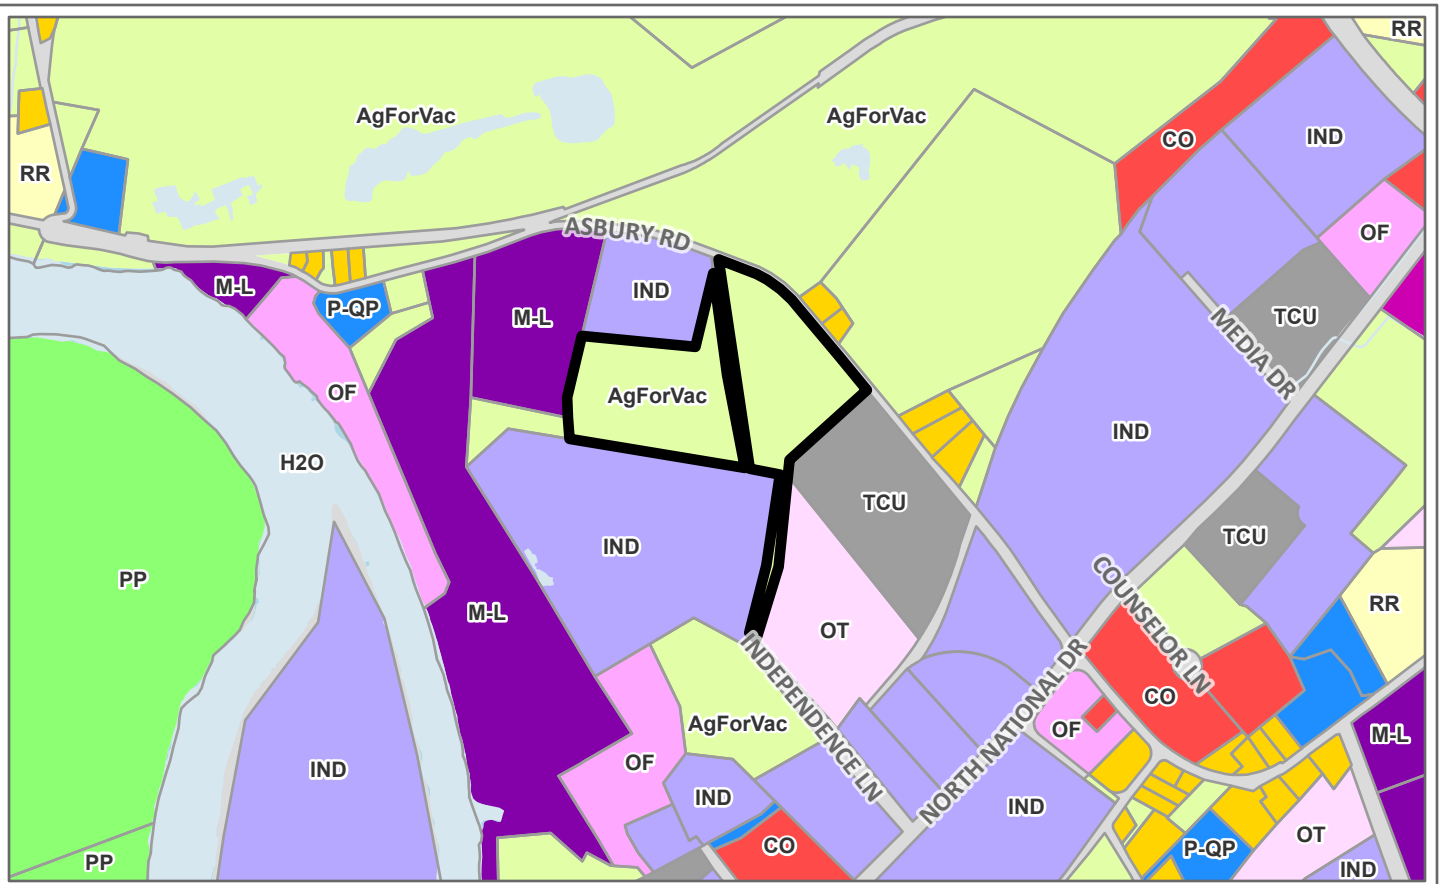 RR
AgForVac
AgForVac
IND
CO
RR
ASBURY RD
OF
M-L
IND
P-QP
M-L
TCU
MEDIA DR
OF
AgForVac
IND
H2O
TCU
TCU
IND
PP
COUNSELOR LN
RR
M-L
OT
INDEPENDENCE LN
NORTH NATIONAL DR
CO
AgForVac
OF
M-L
OF
IND
IND
IND
OT
CO
P-QP
PP
IND